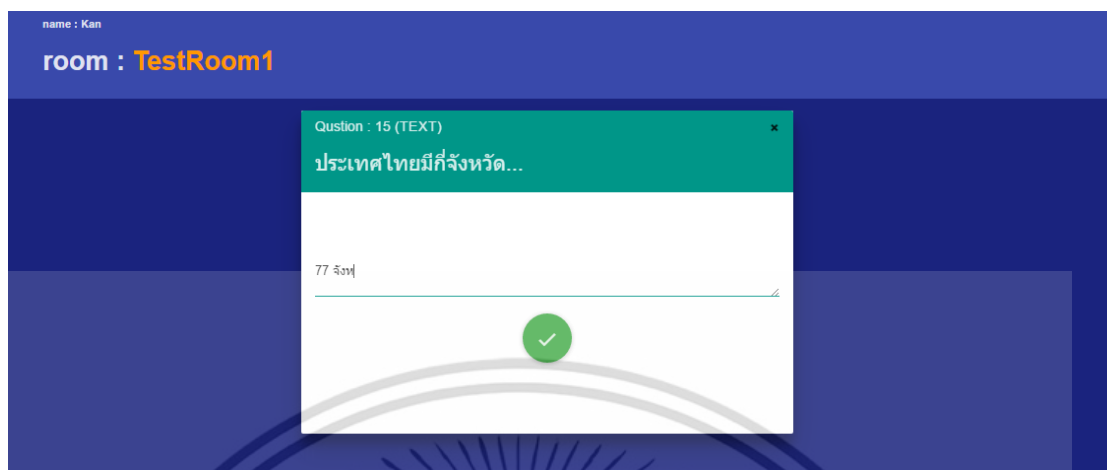 name : Kan
room : TestRoom1
Qustion : 15 (TEXT)
ประเทศไทยมีกี่จังหวัด...
77 จังห